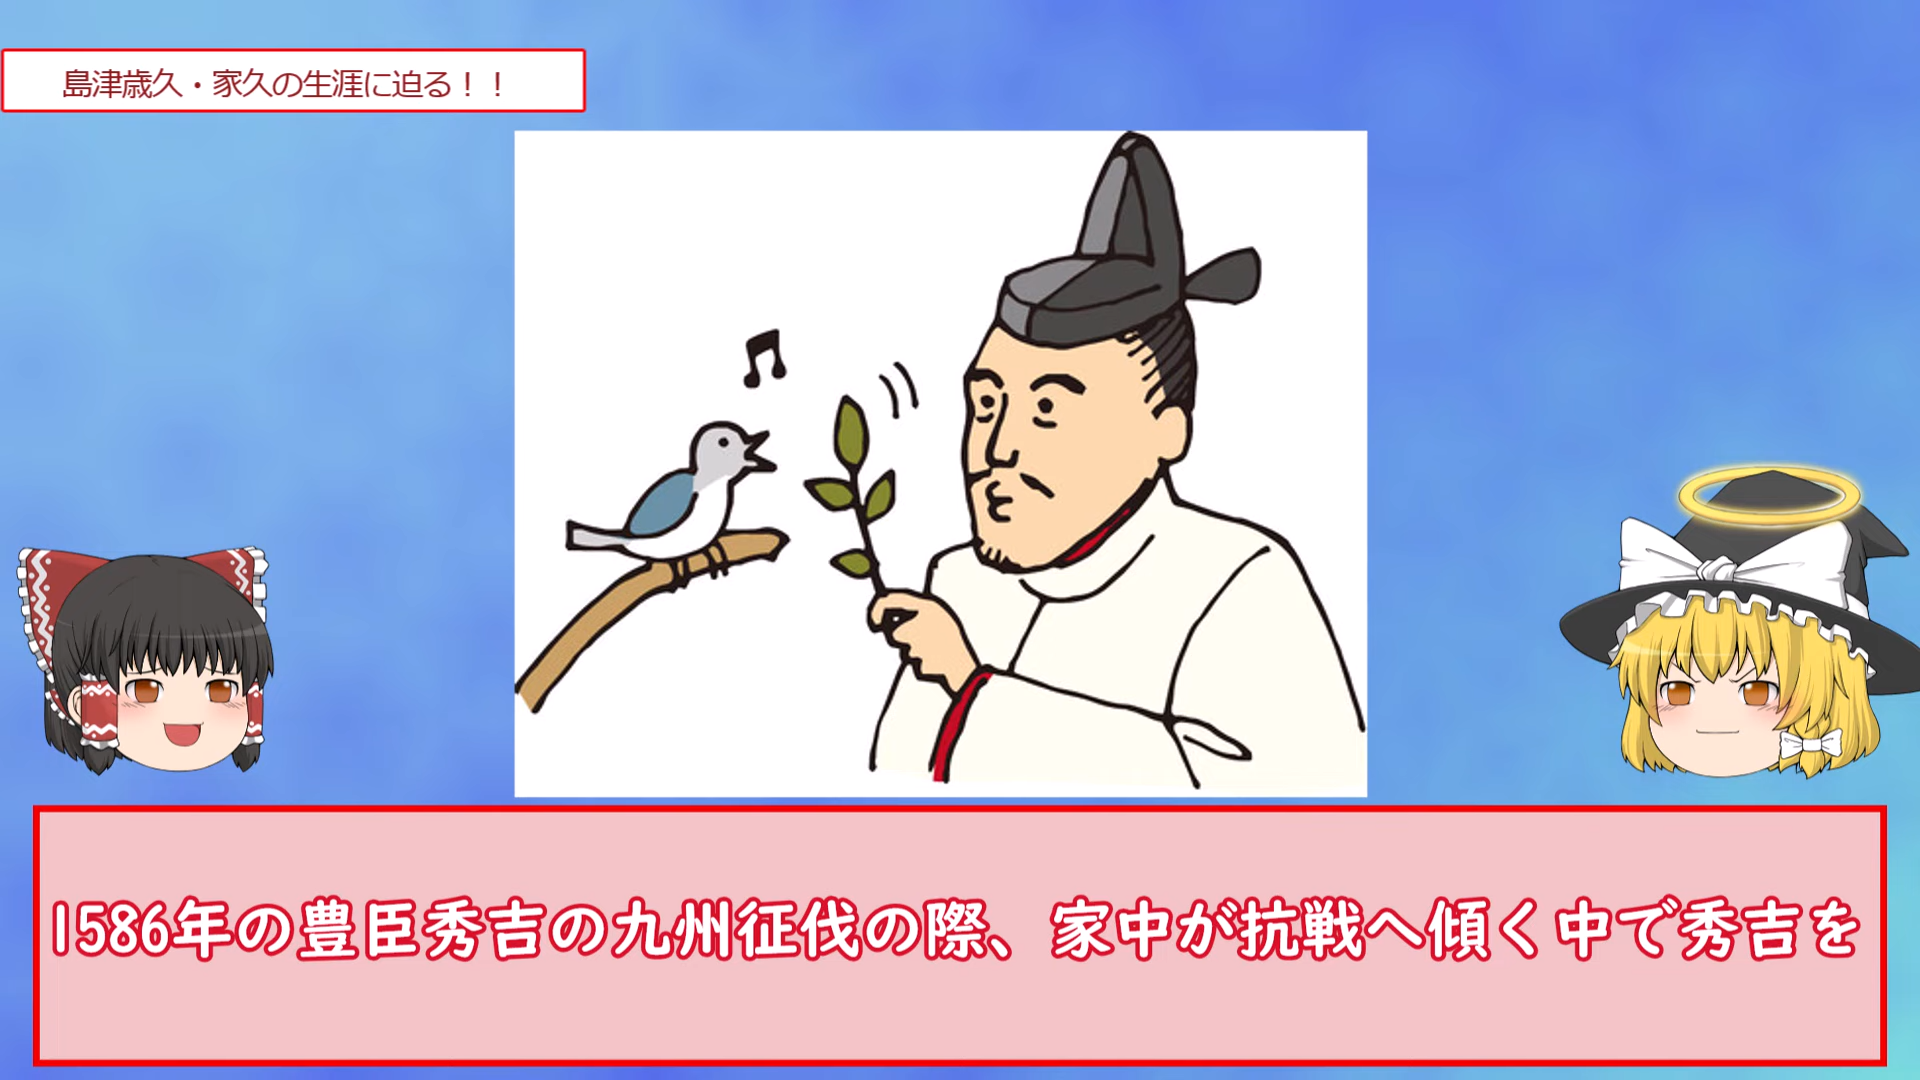 島津歳久・家久の生涯に迫る！！
1586年の豊臣秀吉の九州征伐の際、家中が抗戦へ傾く中で秀吉を